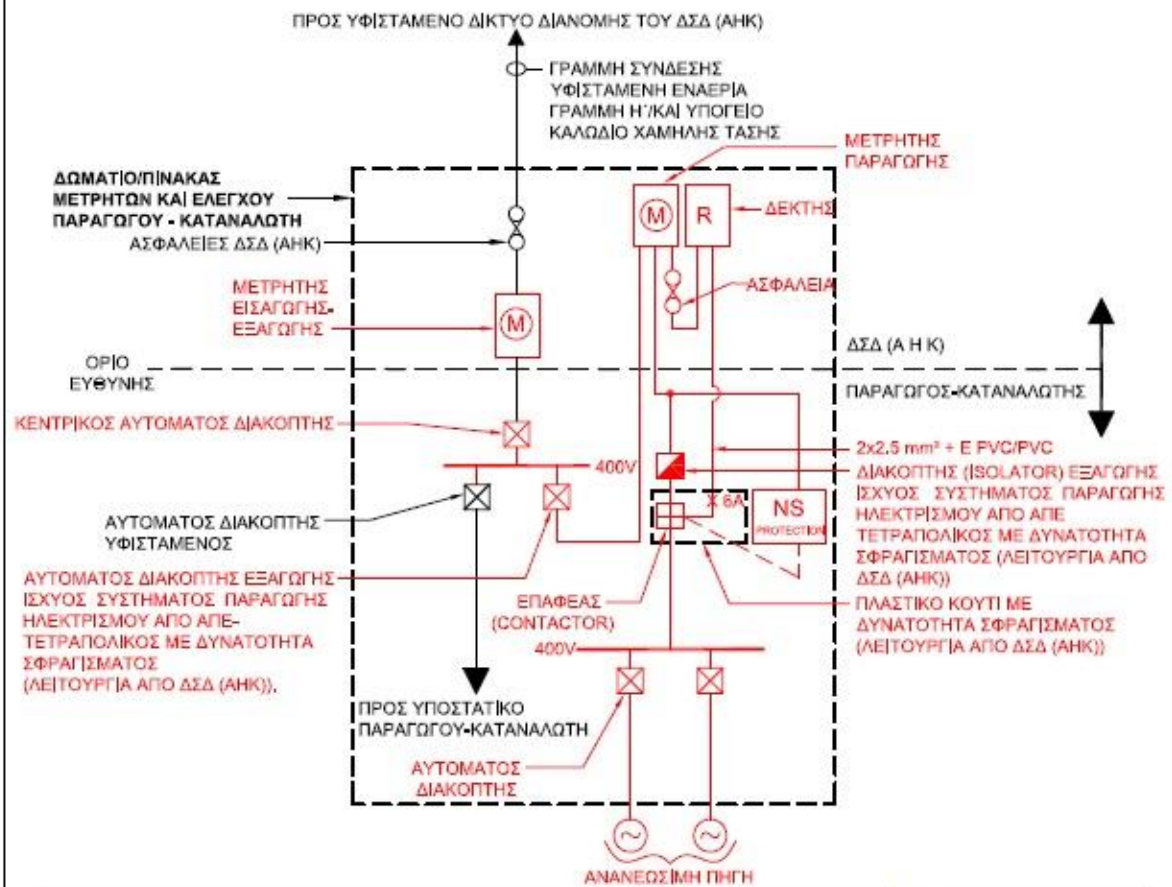 ΠΡΟΣ ΥΦΙΣΤΑΜΕΝΟ ΔΙΚΤΥΟ ΔΙΑΝΟΜΗΣ ΤΟΥ ΔΣΔ (ΑΗΚ)
ΓΡΑΜΜΗ ΣΥΝΔΕΣΗΣ
ΥΦΙΣΤΑΜΕΝΗ ΕΝΑΕΡΙΑ
ΓΡΑΜΜΗ Η΄/ΚΑΙ ΥΠΟΓΕΙΟ
ΚΑΛΩΔΙΟ ΧΑΜΗΛΗΣ ΤΑΣΗΣ
ΜΕΤΡΗΤΗΣ
ΠΑΡΑΓΩΓΗΣ
ΔΩΜΑΤΙΟ/ΠΙΝΑΚΑΣ
ΜΕΤΡΗΤΩΝ ΚΑΙ ΕΛΕΓΧΟΥ
ΠΑΡΑΓΩΓΟΥ - ΚΑΤΑΝΑΛΩΤΗ
ΑΣΦΑΛΕΙΕΣ ΔΣΔ (ΑΗΚ)
M
R
ΔΕΚΤΗΣ
ΑΣΦΑΛΕΙΑ
ΜΕΤΡΗΤΗΣ
ΕΙΣΑΓΩΓΗΣ-
ΕΞΑΓΩΓΗΣ
M
ΟΡΙΟ
ΕΥΘΥΝΗΣ
ΔΣΔ (Α Η Κ)
ΠΑΡΑΓΩΓΟΣ-ΚΑΤΑΝΑΛΩΤΗΣ
ΚΕΝΤΡΙΚΟΣ ΑΥΤΟΜΑΤΟΣ ΔΙΑΚΟΠΤΗΣ
400V
2x2.5 mm² + E PVC/PVC
ΔΙΑΚΟΠΤΗΣ (ISOLATOR) ΕΞΑΓΩΓΗΣ
ΙΣΧΥΟΣ ΣΥΣΤΗΜΑΤΟΣ ΠΑΡΑΓΩΓΗΣ
ΗΛΕΚΤΡΙΣΜΟΥ ΑΠΟ ΑΠΕ
ΤΕΤΡΑΠΟΛΙΚΟΣ ΜΕ ΔΥΝΑΤΟΤΗΤΑ
ΣΦΡΑΓΙΣΜΑΤΟΣ (ΛΕΙΤΟΥΡΓΙΑ ΑΠΟ
ΔΣΔ (ΑΗΚ))
X 6A
NS
PROTECTION
ΑΥΤΟΜΑΤΟΣ ΔΙΑΚΟΠΤΗΣ
ΥΦΙΣΤΑΜΕΝΟΣ
ΑΥΤΟΜΑΤΟΣ ΔΙΑΚΟΠΤΗΣ ΕΞΑΓΩΓΗΣ
ΙΣΧΥΟΣ ΣΥΣΤΗΜΑΤΟΣ ΠΑΡΑΓΩΓΗΣ
ΗΛΕΚΤΡΙΣΜΟΥ ΑΠΟ ΑΠΕ-
ΤΕΤΡΑΠΟΛΙΚΟΣ ΜΕ ΔΥΝΑΤΟΤΗΤΑ
ΣΦΡΑΓΙΣΜΑΤΟΣ
(ΛΕΙΤΟΥΡΓΙΑ ΑΠΟ ΔΣΔ (ΑΗΚ)),
ΕΠΑΦΕΑΣ
(CONTACTOR)
ΠΛΑΣΤΙΚΟ ΚΟΥΤΙ ΜΕ
ΔΥΝΑΤΟΤΗΤΑ ΣΦΡΑΓΙΣΜΑΤΟΣ
(ΛΕΙΤΟΥΡΓΙΑ ΑΠΟ ΔΣΔ (ΑΗΚ))
400V
ΠΡΟΣ ΥΠΟΣΤΑΤΙΚΟ
ΠΑΡΑΓΩΓΟΥ-ΚΑΤΑΝΑΛΩΤΗ
ΑΥΤΟΜΑΤΟΣ
ΔΙΑΚΟΠΤΗΣ
ΑΝΑΝΕΩΣΙΜΗ ΠΗΓΗ